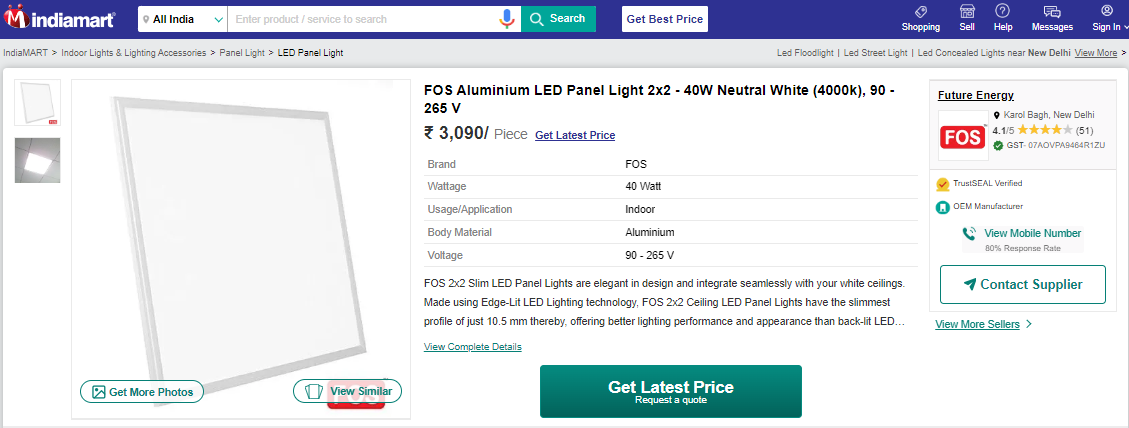 indiamart
All India
Enter product / service to search
Search
Get Best Price
Shopping
Sell
Help
Messages
Sign In
IndiaMART > Indoor Lights & Lighting Accessories > Panel Light > LED Panel Light
Led Floodlight | Led Street Light | Led Concealed Lights near New Delhi View More >
FOS Aluminium LED Panel Light 2x2 - 40W Neutral White (4000k), 90 -
265 V
₹ 3,090/ Piece Get Latest Price
Brand FOS
Wattage 40 Watt
Usage/Application Indoor
Body Material Aluminium
Voltage 90 - 265 V
FOS 2x2 Slim LED Panel Lights are elegant in design and integrate seamlessly with your white ceilings.
Made using Edge-Lit LED Lighting technology, FOS 2x2 Ceiling LED Panel Lights have the slimmest
profile of just 10.5 mm thereby, offering better lighting performance and appearance than back-lit LED…
View Complete Details
Get Latest Price
Request a quote
Get More Photos
View Similar
Future Energy
FOS
Karol Bagh, New Delhi
4.1/5 (51)
GST- 07AOVPA9464R1ZU
TrustSEAL Verified
OEM Manufacturer
View Mobile Number
80% Response Rate
Contact Supplier
View More Sellers >